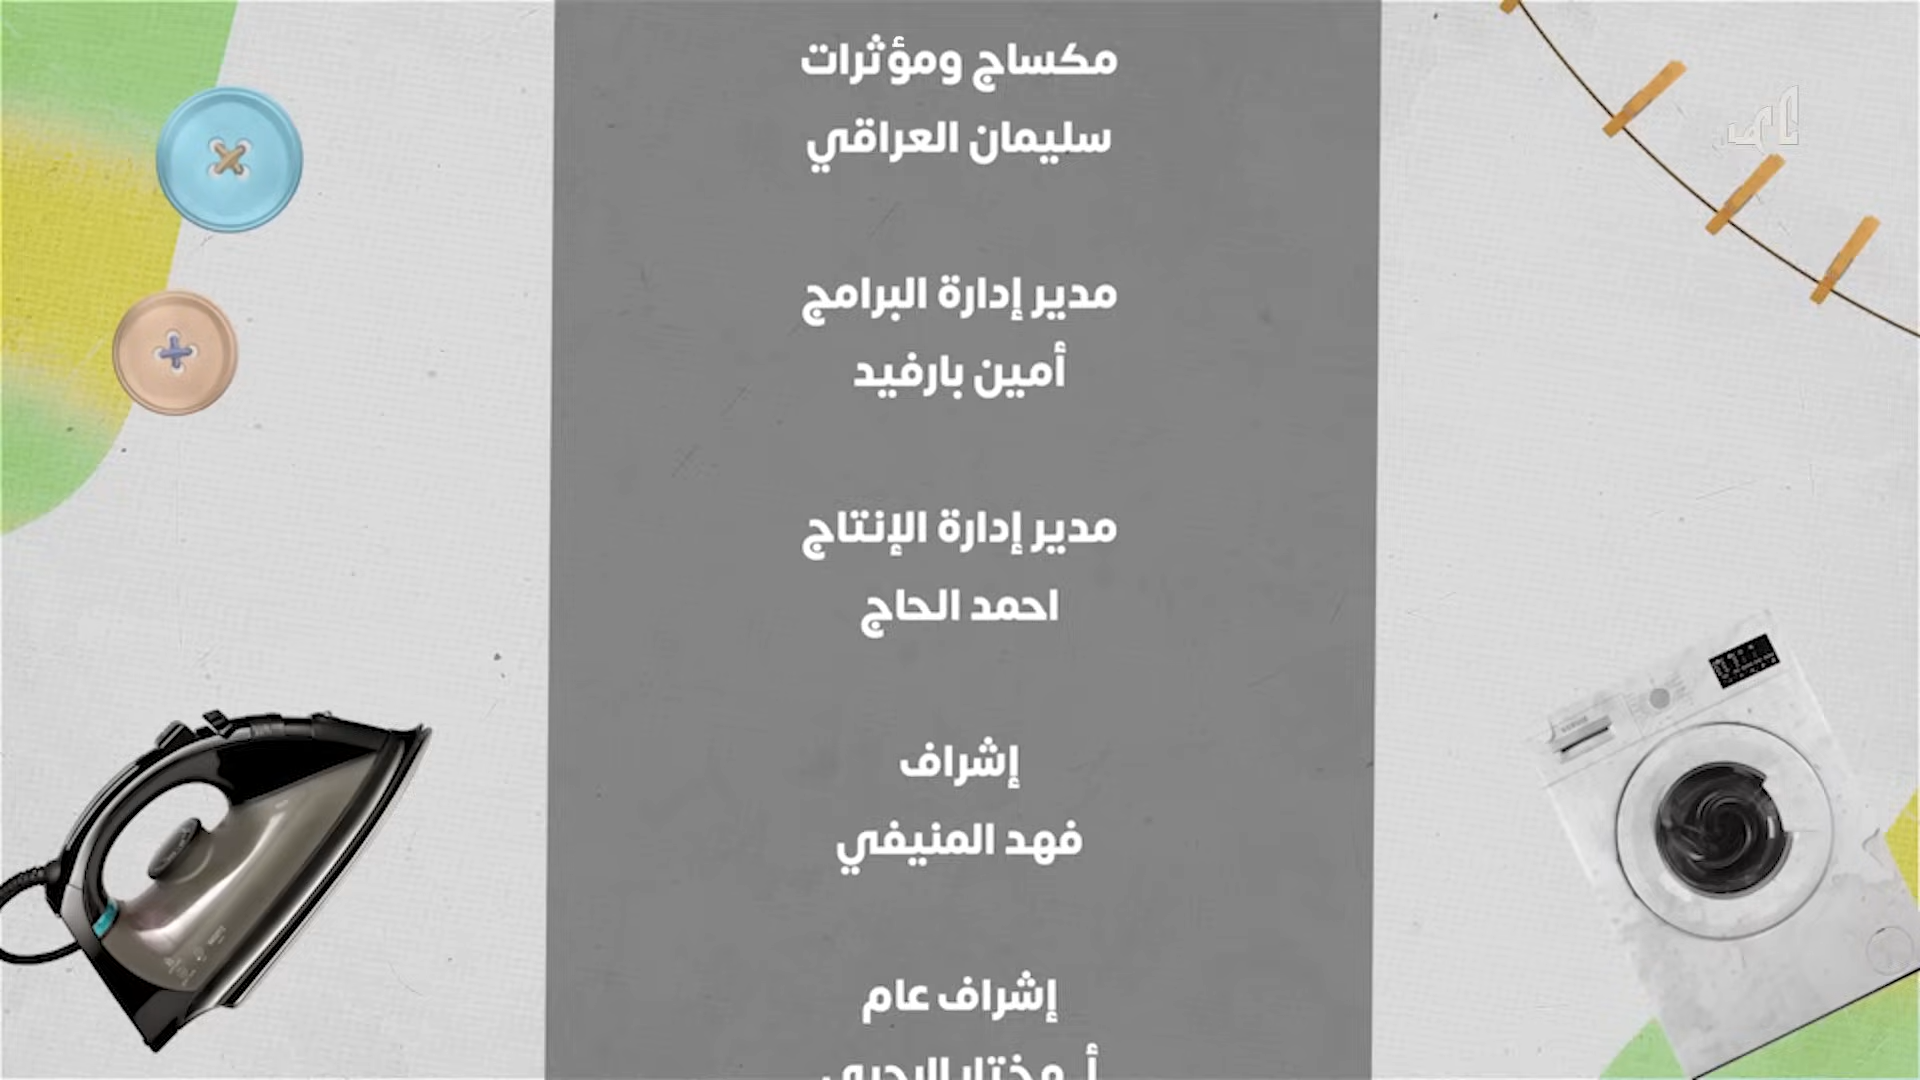 مكساج ومؤثرات
سليمان العراقي
مدير إدارة البرامج
أمين بارفيد
مدير إدارة الإنتاج
احمد الحاج
إشراف
فهد المنيفي
إشراف عام
أ. مختار